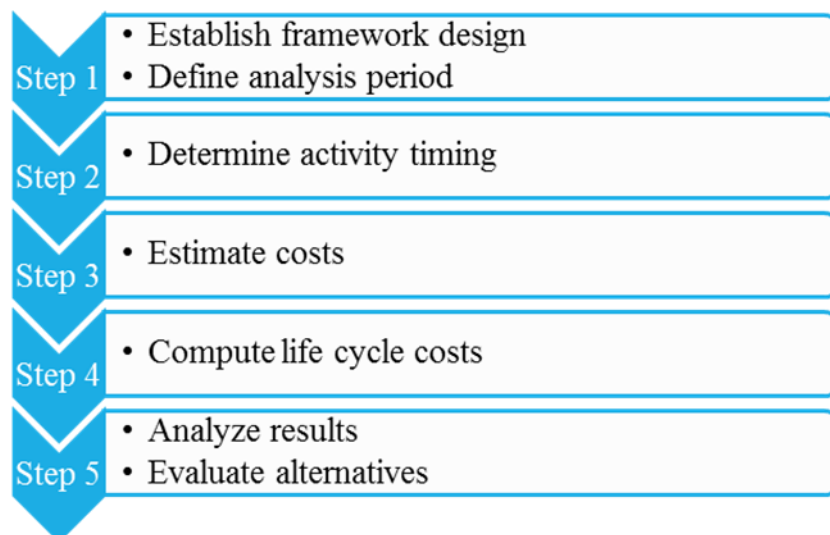 Step 1
• Establish framework design
• Define analysis period
Step 2
• Determine activity timing
Step 3
• Estimate costs
Step 4
• Compute life cycle costs
Step 5
• Analyze results
• Evaluate alternatives